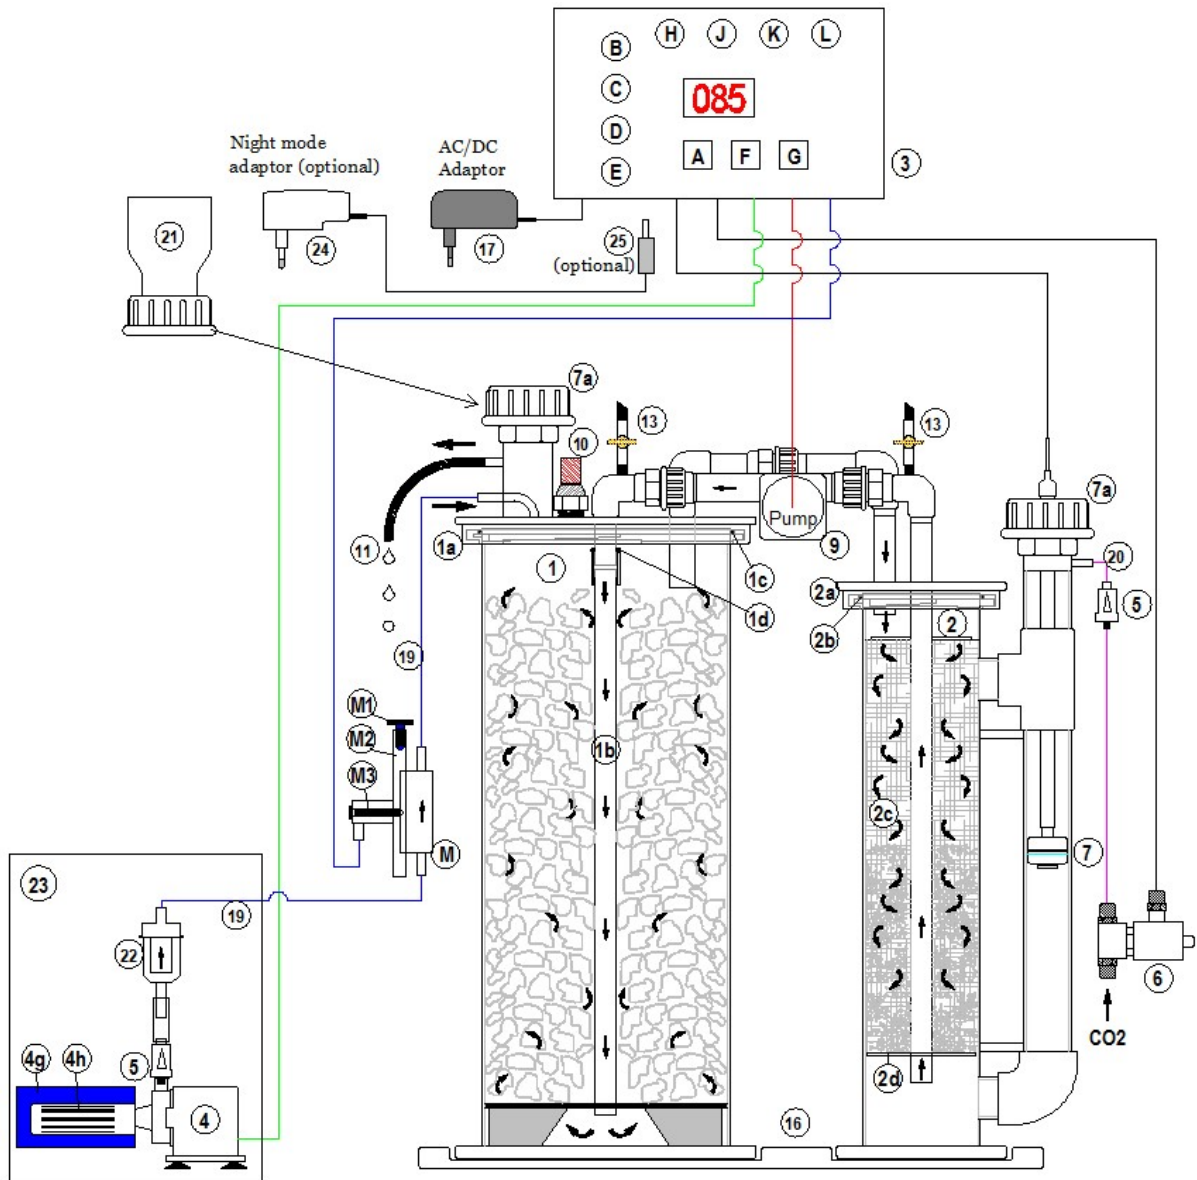 H J K L
B
C
085
D
A F G
E
3
Night mode
adaptor (optional)
AC/DC
Adaptor
21
24
17
25
(optional)
7a
13
13
10
7a
Pump
11
1a
1
1c
9
20
1d
2a
5
2b
2
19
M1
M2
1b
M3
2c
M
7
23
19
22
6
CO2
4g
4h
5
2d
4
16